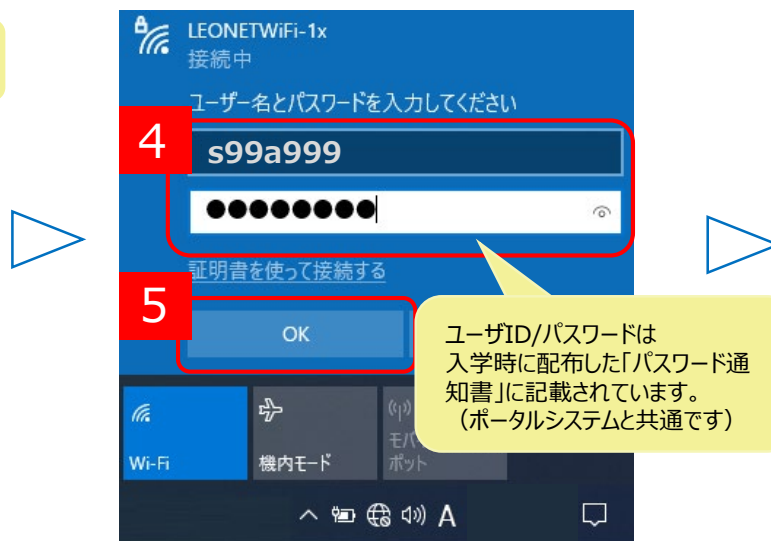 LEONETWiFi-1x
接続中
ユーザー名とパスワードを入力してください
4
s99a999
●●●●●●●●
証明書を使って接続する
5
OK
ユーザID/パスワードは
入学時に配布した「パスワード通
知書」に記載されています。
（ポータルシステムと共通です）
Wi-Fi
機内モード
モバ
ポット
A